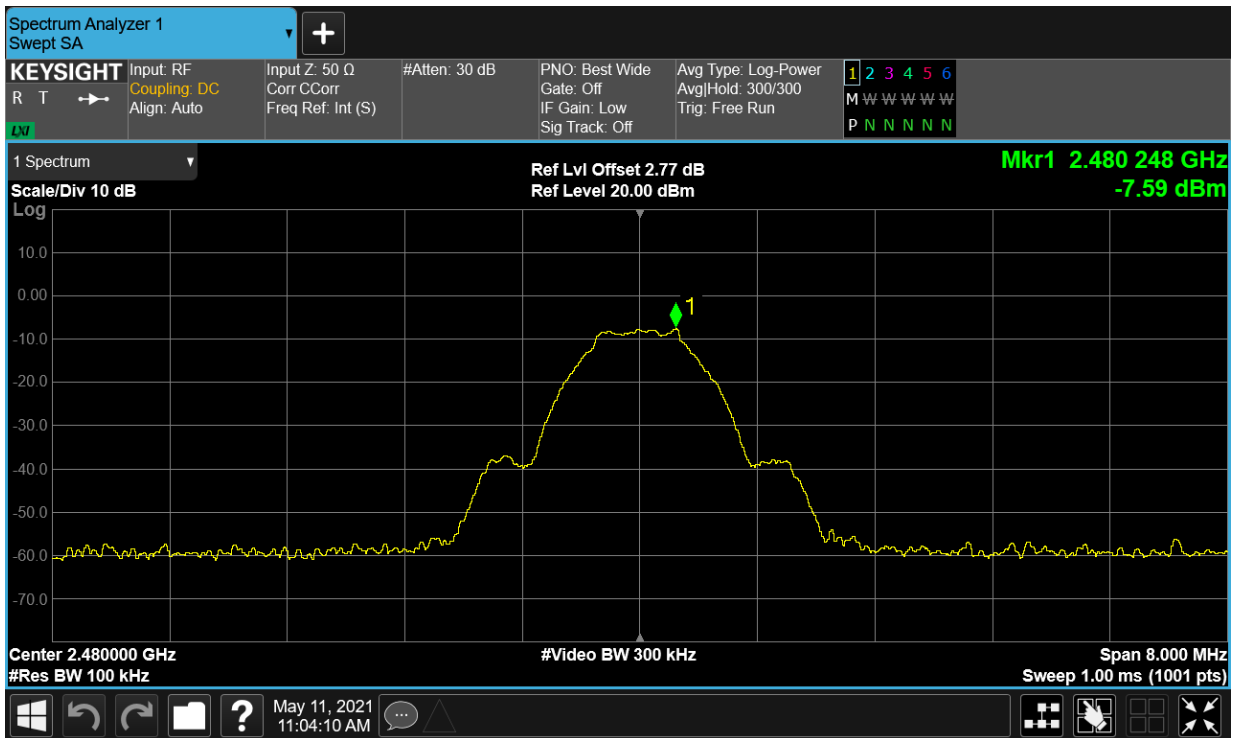 Spectrum Analyzer 1
Swept SA
KEYSIGHT
R T
LXI
Input: RF
Coupling: DC
Align: Auto
Input Z: 50 Ω
Corr CCorr
Freq Ref: Int (S)
#Atten: 30 dB
PNO: Best Wide
Gate: Off
IF Gain: Low
Sig Track: Off
Avg Type: Log-Power
Avg|Hold: 300/300
Trig: Free Run
1 2 3 4 5 6
M W W W W W
P N N N N N
1 Spectrum
Scale/Div 10 dB
Log
Ref Lvl Offset 2.77 dB
Ref Level 20.00 dBm
Mkr1 2.480 248 GHz
-7.59 dBm
10.0
0.00
-10.0
-20.0
-30.0
-40.0
-50.0
-60.0
-70.0
1
Center 2.480000 GHz
#Res BW 100 kHz
#Video BW 300 kHz
Span 8.000 MHz
Sweep 1.00 ms (1001 pts)
?
May 11, 2021
11:04:10 AM